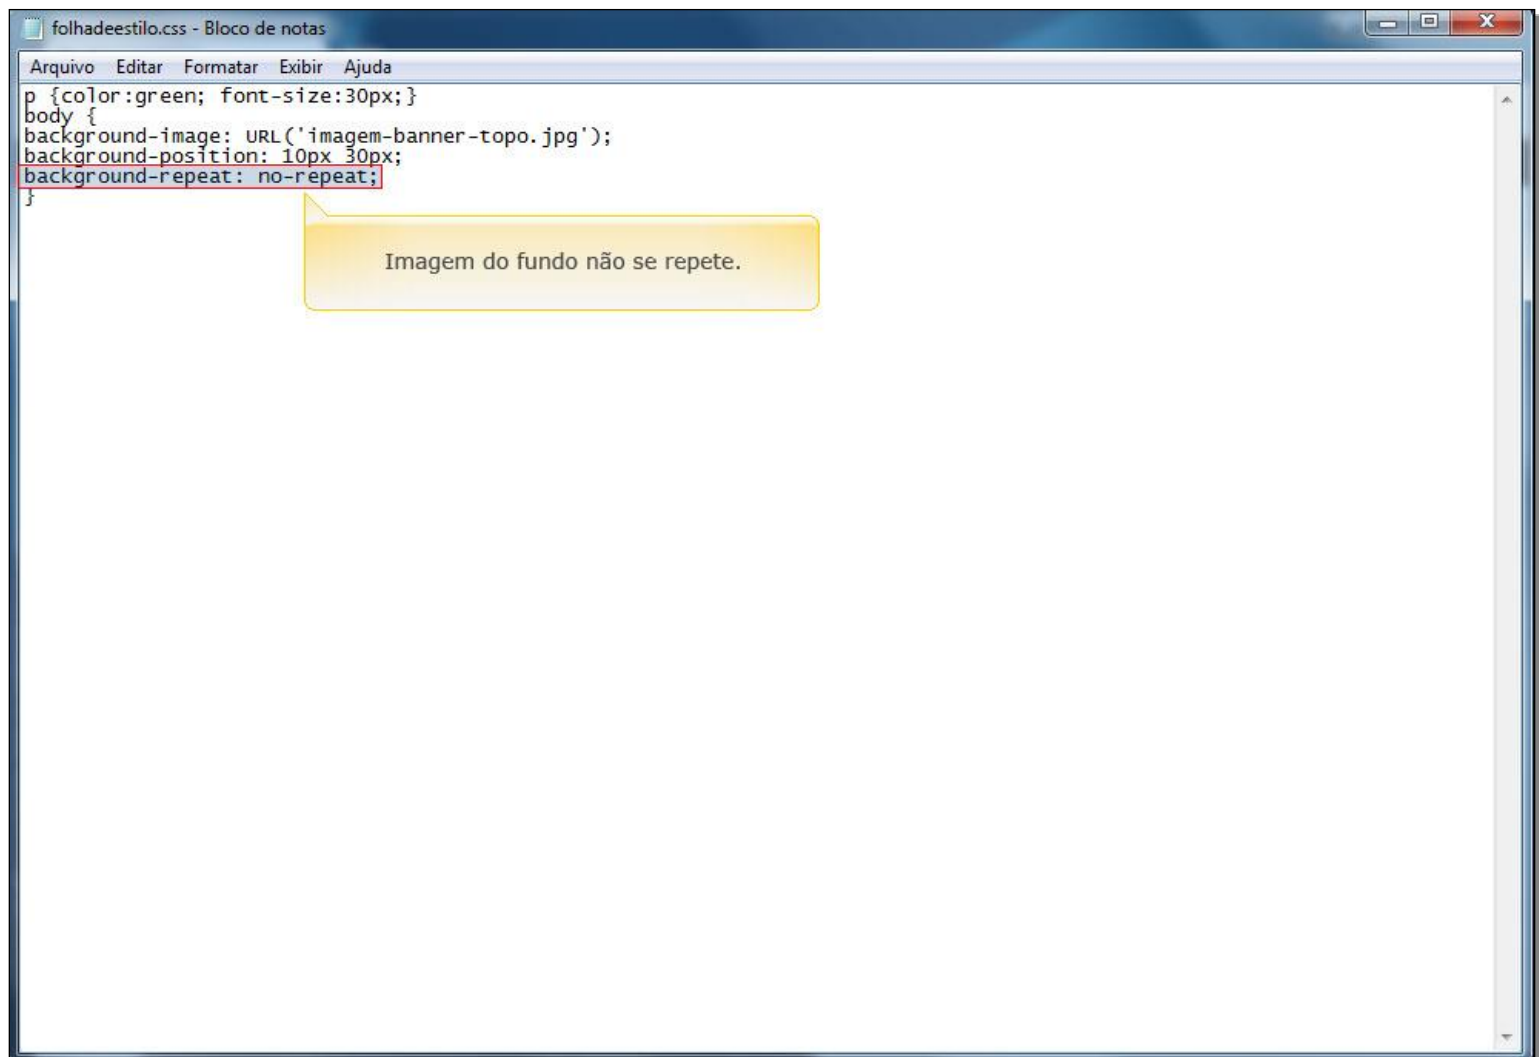 folhadeestilo.css - Bloco de notas
Arquivo Editar Formatar Exibir Ajuda
p {color:green; font-size:30px;}
body {
background-image: URL('imagem-banner-topo.jpg');
background-position: 10px 30px;
background-repeat: no-repeat;
}
Imagem do fundo não se repete.